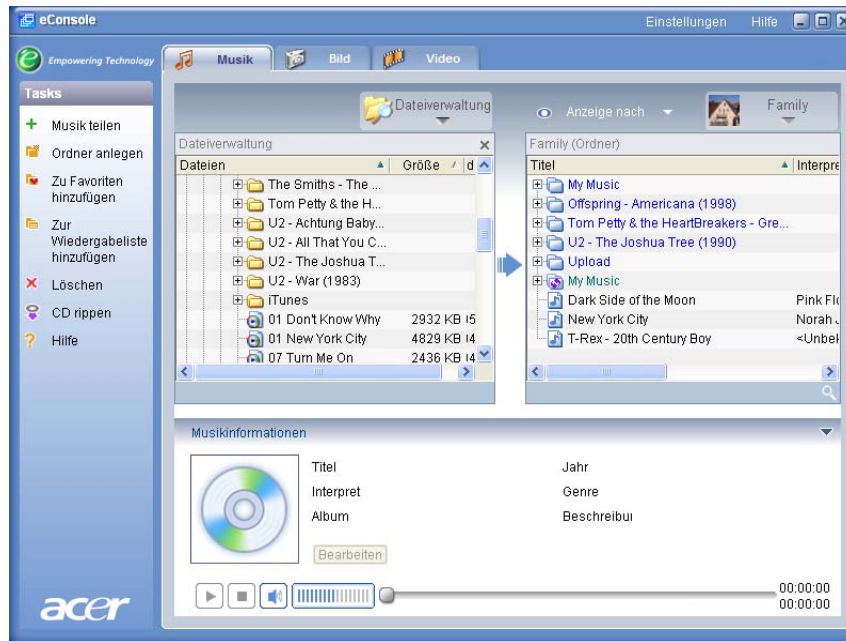 eConsole
Einstellungen Hilfe
Empowering Technology
Musik Bild Video
Tasks
Musik teilen
Ordner anlegen
Zu Favoriten
hinzufügen
Zur
Wiedergabeliste
hinzufügen
Löschen
CD rippen
Hilfe
acer
Dateiverwaltung
Dateiverwaltung
Dateien Größe d
The Smiths - The ...
Tom Petty & the H...
U2 - Achtung Baby...
U2 - All That You C...
U2 - The Joshua T...
U2 - War (1983)
iTunes
01 Don't Know Why 2932 KB
01 New York City 4829 KB
07 Turn Me On 2436 KB
Anzeige nach Family
Family (Ordner)
Titel Interpre
My Music
Offspring - Americana (1998)
Tom Petty & the HeartBreakers - Gre...
U2 - The Joshua Tree (1990)
Upload
My Music
Dark Side of the Moon Pink Flo
New York City Norah J
T-Rex - 20th Century Boy <Unbek
Musikinformationen
Titel Jahr
Interpret Genre
Album Beschreibu
Bearbeiten
00:00:00
00:00:00